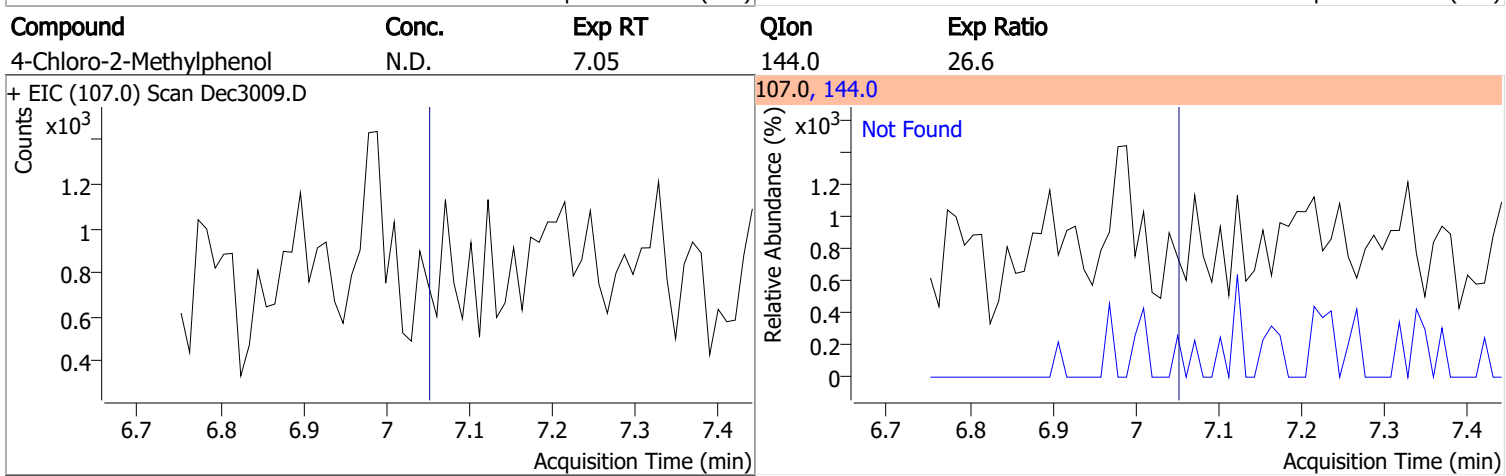 Compound Conc. Exp RT QIon Exp Ratio
4-Chloro-2-Methylphenol N.D. 7.05 144.0 26.6
+ EIC (107.0) Scan Dec3009.D
Counts
x10³
1.2
1
0.8
0.6
0.4
6.7 6.8 6.9 7 7.1 7.2 7.3 7.4
Acquisition Time (min)
107.0, 144.0
Relative Abundance (%)
x10³
Not Found
1.2
1
0.8
0.6
0.4
0.2
0
6.7 6.8 6.9 7 7.1 7.2 7.3 7.4
Acquisition Time (min)